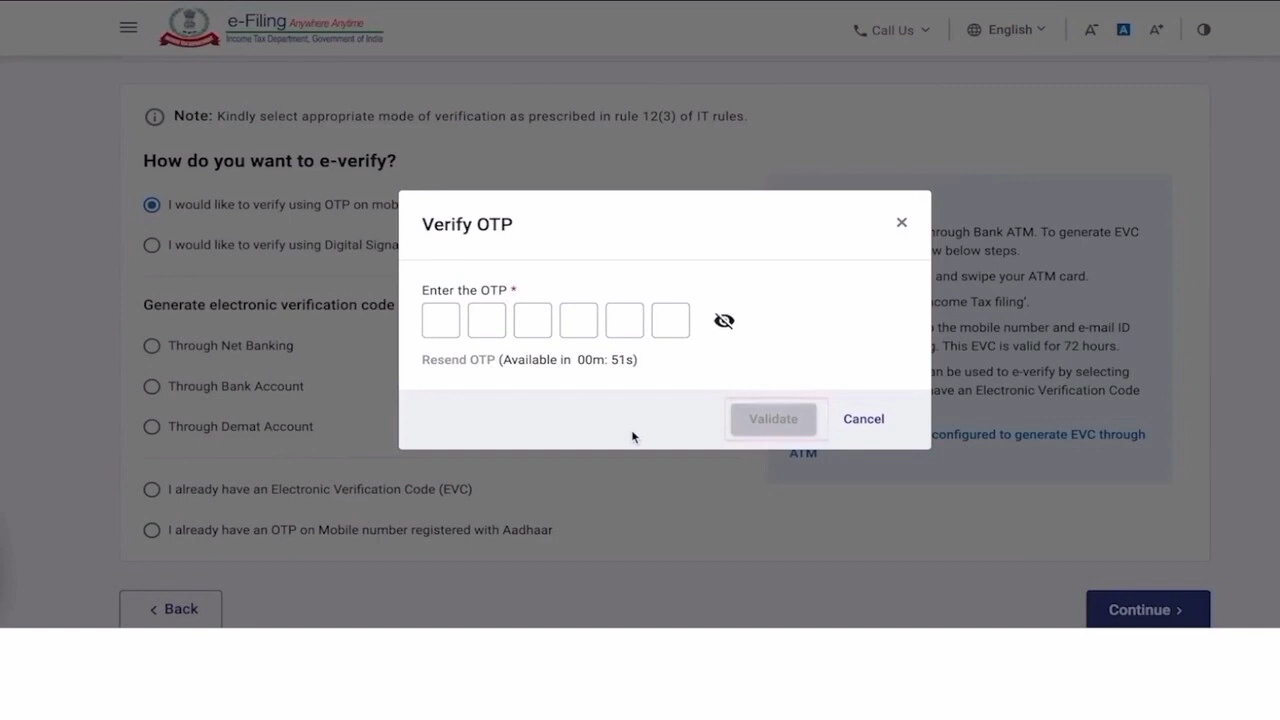 e-Filing Anywhere Anytime
Income Tax Department, Government of India
Call Us
English
A-
A
A+
Note: Kindly select appropriate mode of verification as prescribed in rule 12(3) of IT rules.
How do you want to e-verify?
I would like to verify using OTP on mob
I would like to verify using Digital Signa
Generate electronic verification code
Through Net Banking
Through Bank Account
Through Demat Account
I already have an Electronic Verification Code (EVC)
I already have an OTP on Mobile number registered with Aadhaar
Verify OTP
Enter the OTP *
Resend OTP (Available in 00m: 51s)
Validate
Cancel
hrough Bank ATM. To generate EVC
w below steps.
and swipe your ATM card.
come Tax filing'.
the mobile number and e-mail ID
. This EVC is valid for 72 hours.
an be used to e-verify by selecting
ave an Electronic Verification Code
configured to generate EVC through
ATM
Back
Continue